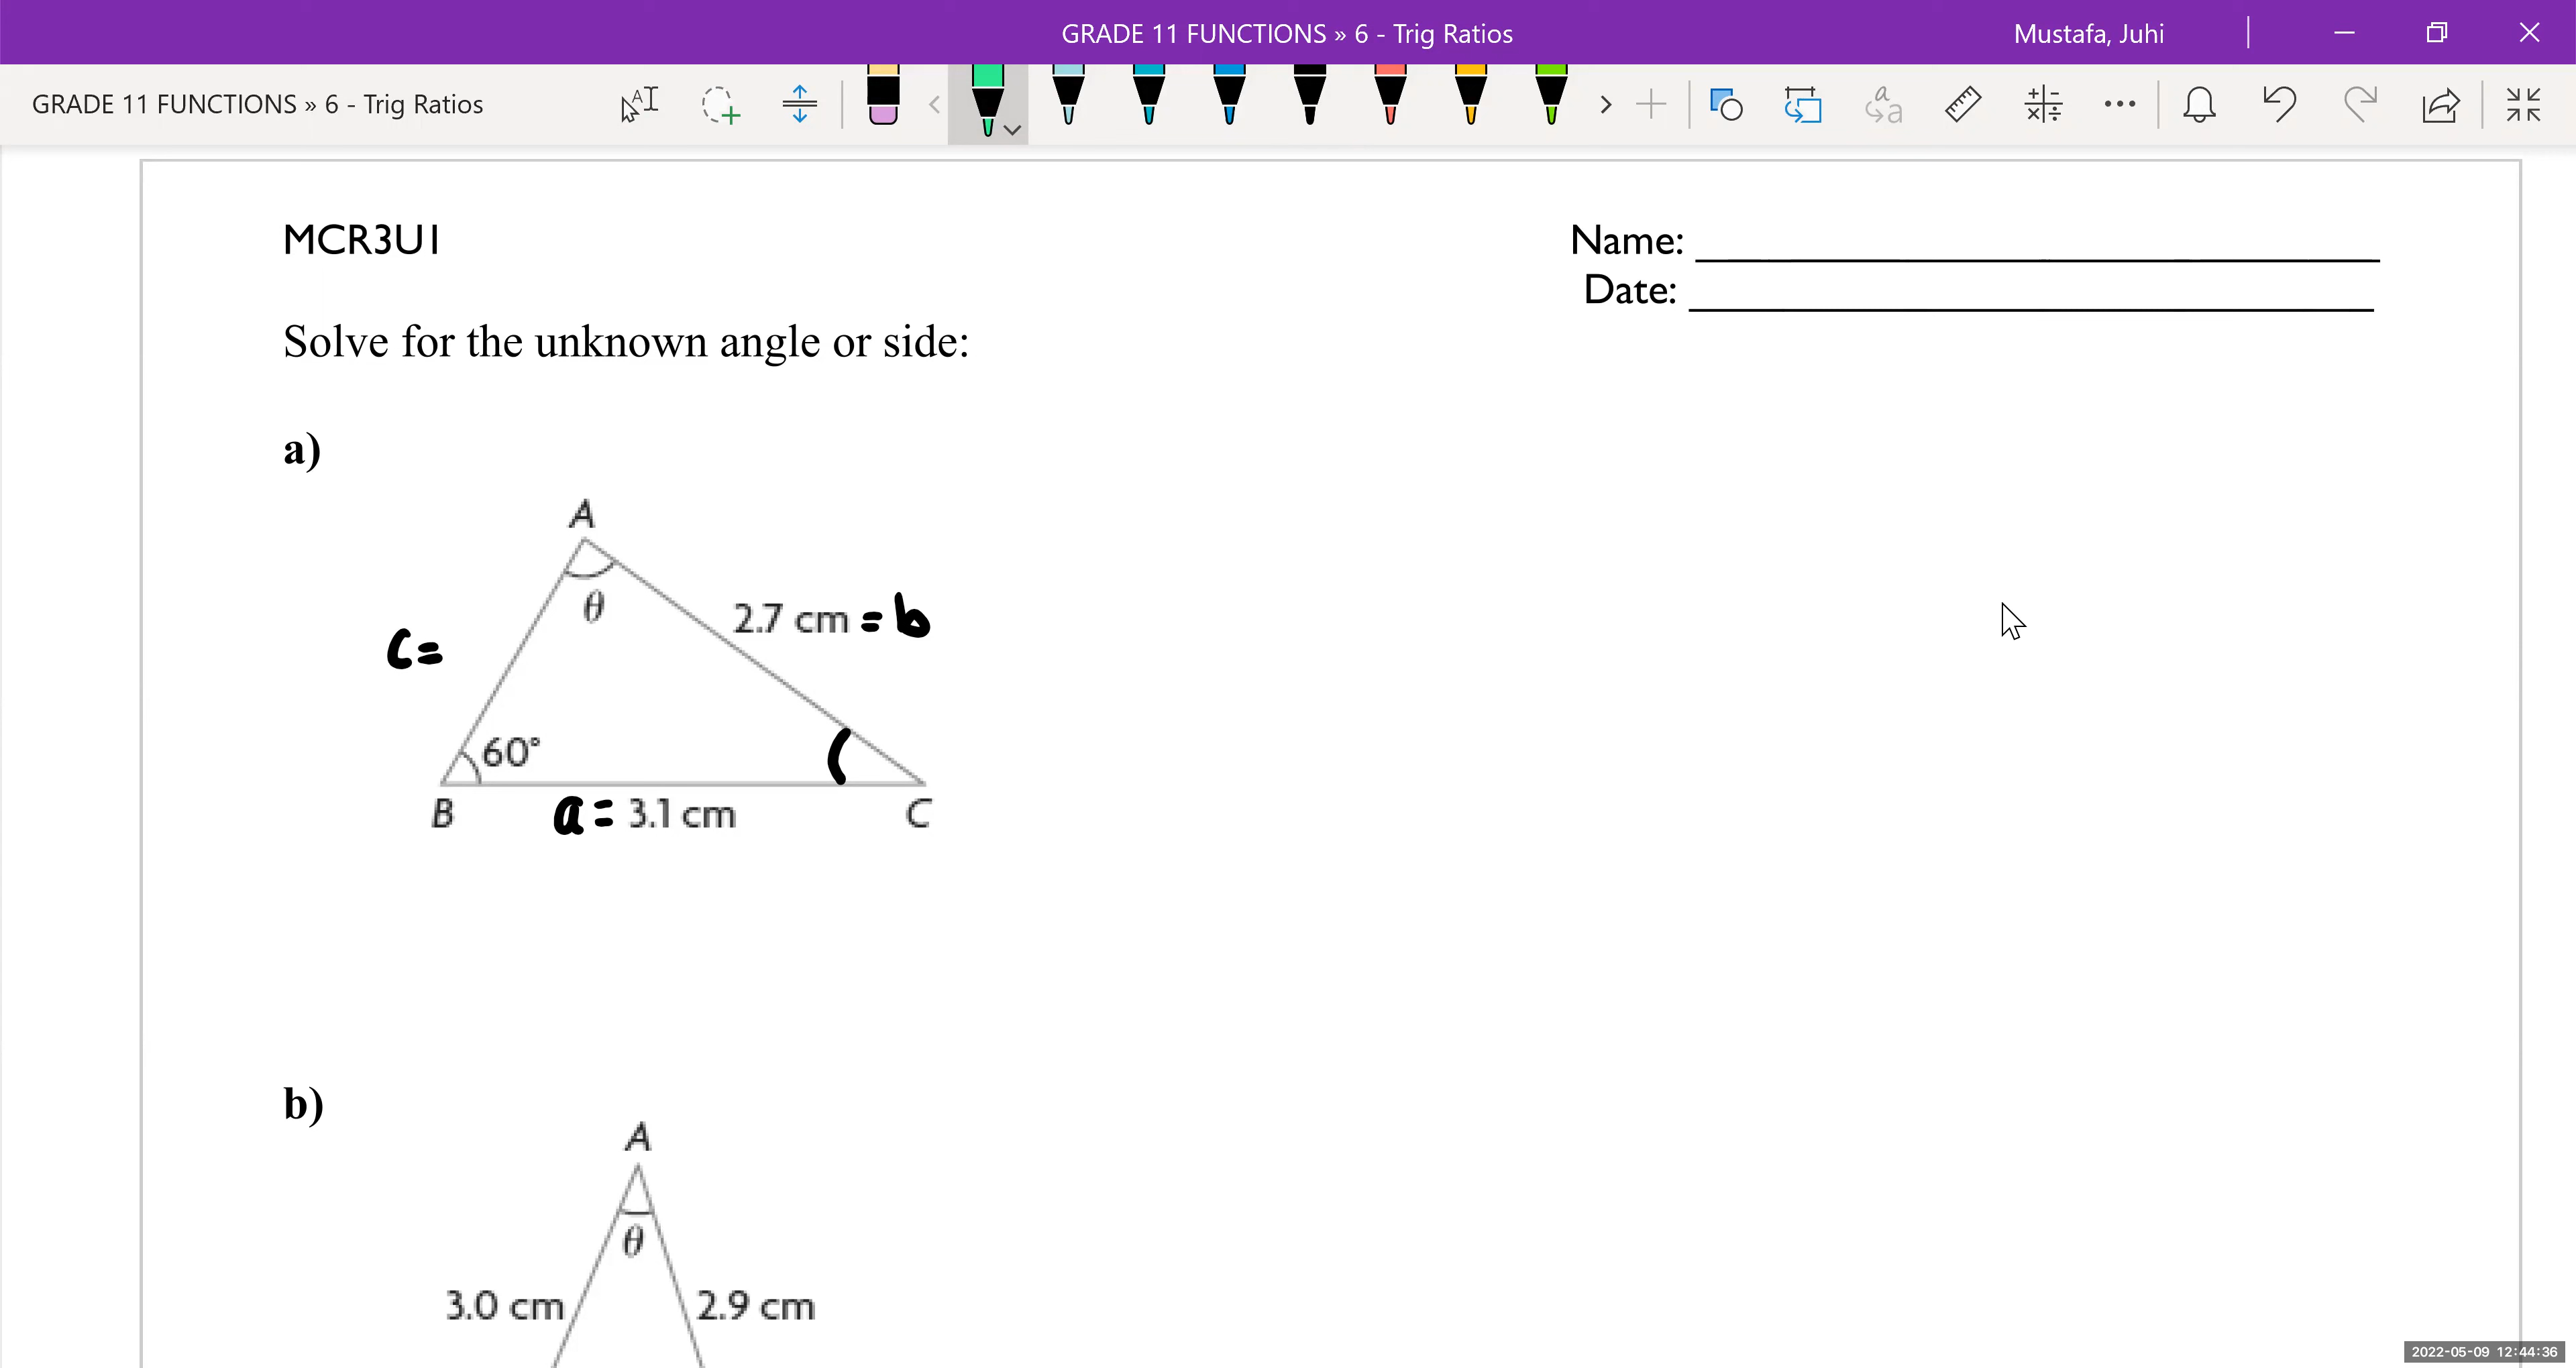 GRADE 11 FUNCTIONS » 6 - Trig Ratios
Mustafa, Juhi
GRADE 11 FUNCTIONS » 6 - Trig Ratios
MCR3U1
Name:
Date:
Solve for the unknown angle or side:
a)
A
θ
2.7 cm = b
c=
60°
B
a = 3.1 cm
C
b)
A
θ
3.0 cm
2.9 cm
2022-05-09 12:44:36